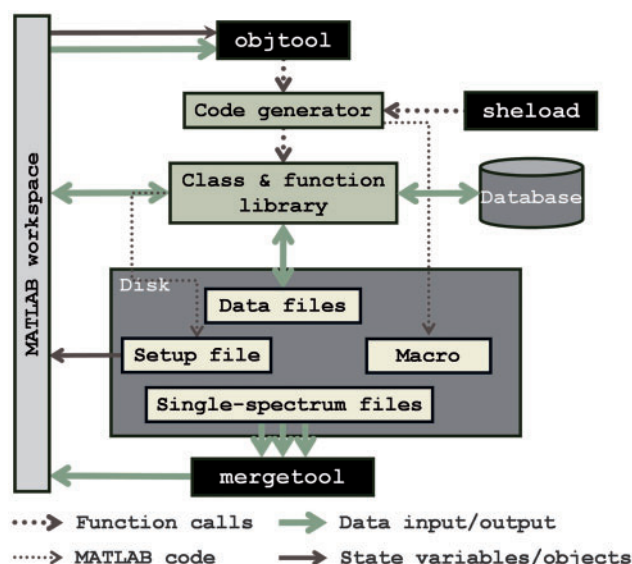 objtool
Code generator
sheload
Class & function
library
Database
MATLAB workspace
Disk
Data files
Setup file
Macro
Single-spectrum files
mergetool
Function calls
Data input/output
MATLAB code
State variables/objects